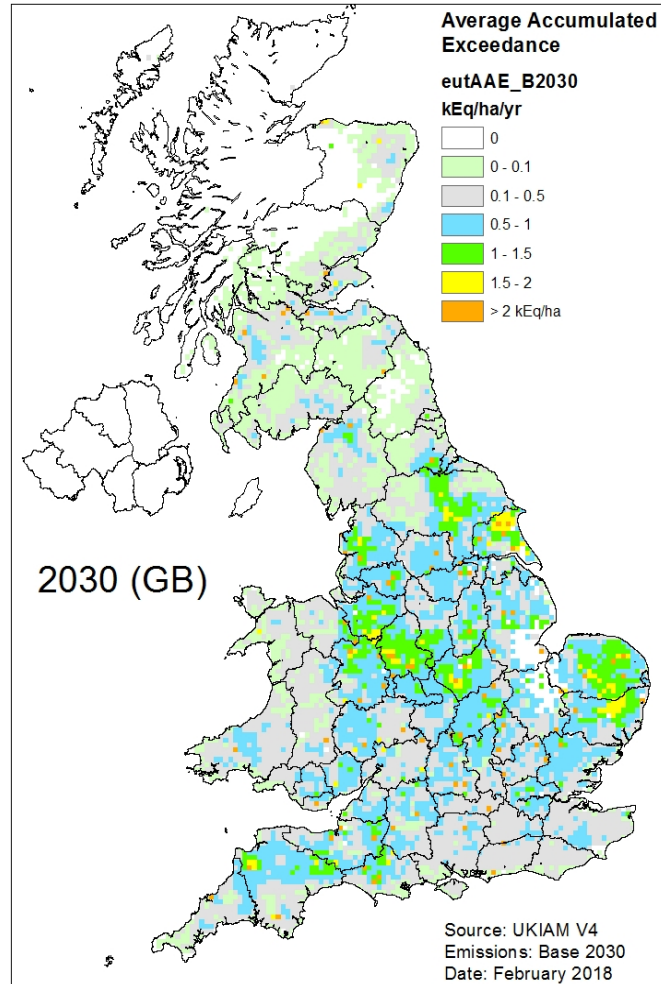 Average Accumulated
Exceedance
eutAAE_B2030
kEq/ha/yr
0
0 - 0.1
0.1 - 0.5
0.5 - 1
1 - 1.5
1.5 - 2
> 2 kEq/ha
2030 (GB)
Source: UKIAM V4
Emissions: Base 2030
Date: February 2018